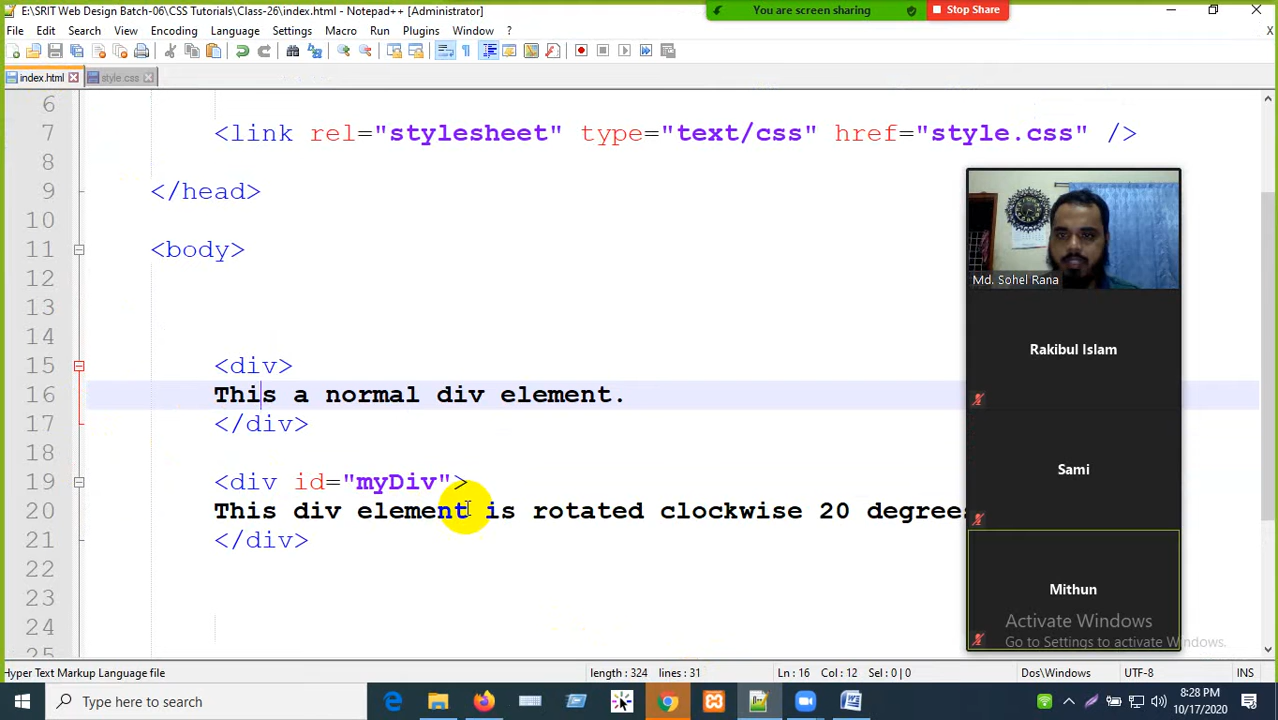 E:\SRIT Web Design Batch-06\CSS Tutorials\Class-26\index.html - Notepad++ [Administrator]
You are screen sharing
Stop Share
File Edit Search View Encoding Language Settings Macro Run Plugins Window ? X
index.html style.css
6
7 <link rel="stylesheet" type="text/css" href="style.css" />
8
9 </head>
10
11 <body>
12
13
14
15 <div>
16 This a normal div element.
17 </div>
18
19 <div id="myDiv">
20 This div element is rotated clockwise 20 degrees
21 </div>
22
23
24
25
Md. Sohel Rana
Rakibul Islam
Sami
Mithun
Activate Windows
Go to Settings to activate Windows.
Hyper Text Markup Language file length : 324 lines : 31 Ln : 16 Col : 12 Sel : 0 | 0 Dos\Windows UTF-8 INS
Type here to search
8:28 PM
10/17/2020